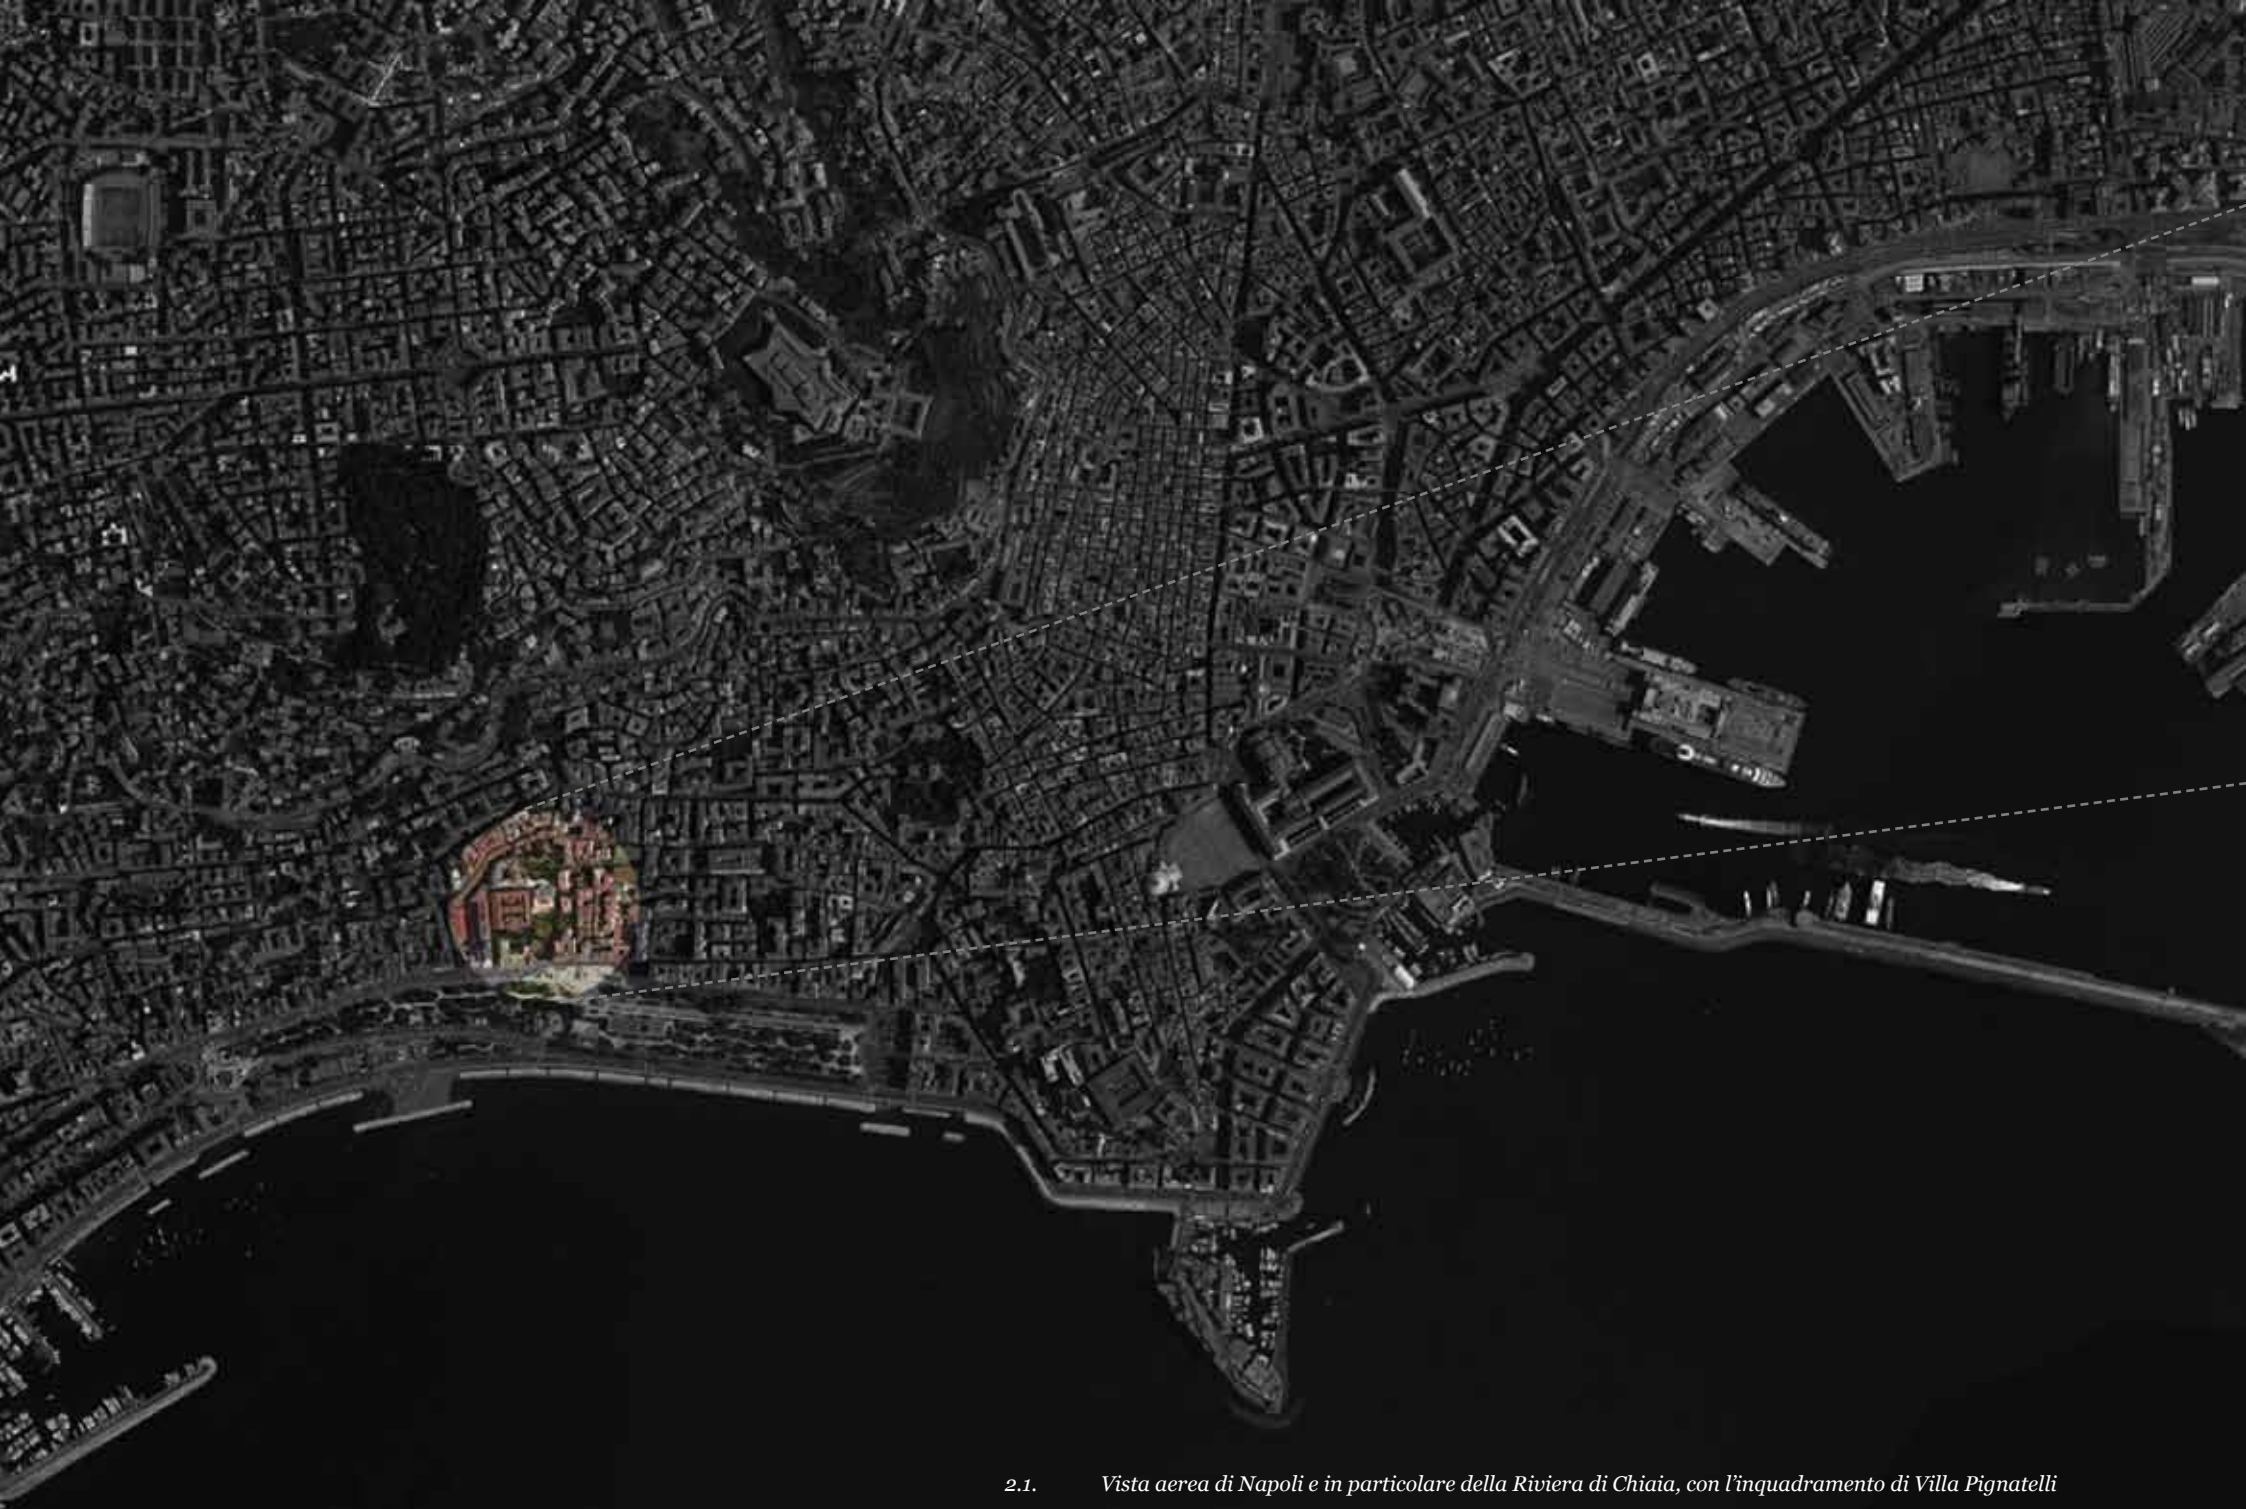 2.1. Vista aerea di Napoli e in particolare della Riviera di Chiaia, con l'inquadramento di Villa Pignatelli